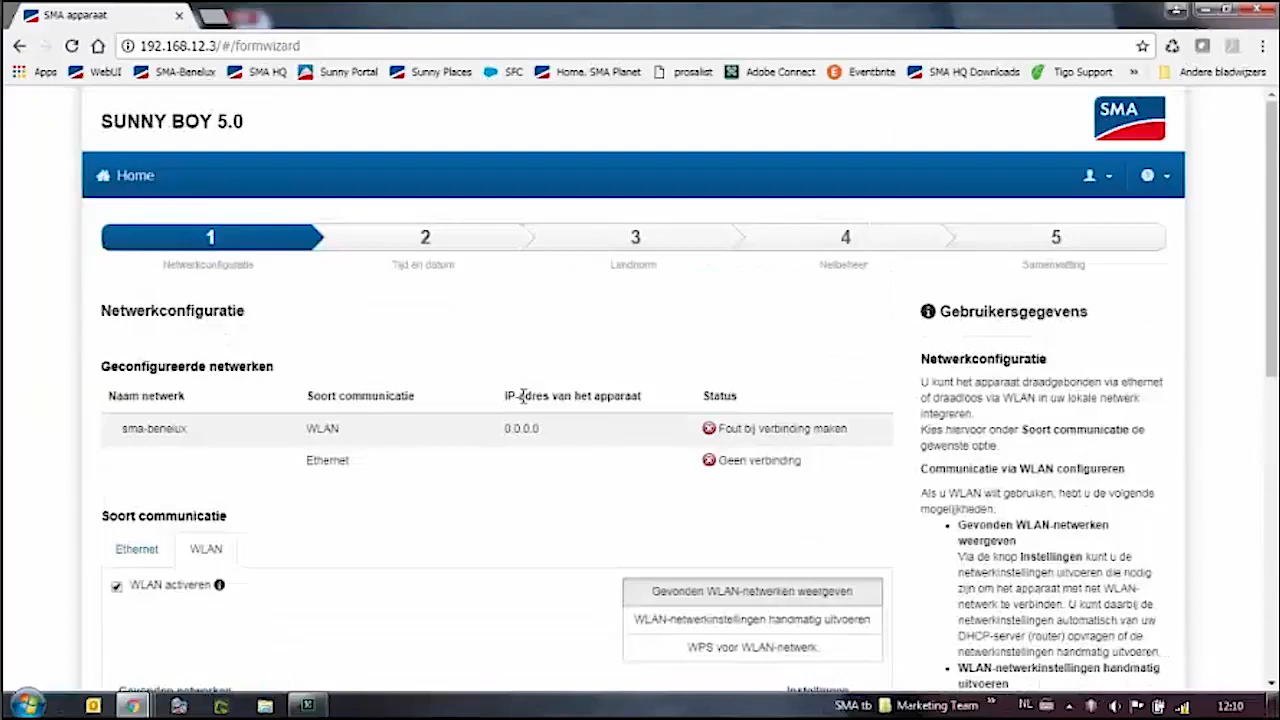 SMA apparaat
192.168.12.3/#/formwizard
Apps WebUI SMA-Benelux SMA HQ Sunny Portal Sunny Places SFC Home. SMA Planet prosalist Adobe Connect Eventbrite SMA HQ Downloads Tigo Support » Andere bladwijzers
SUNNY BOY 5.0
SMA
Home
1 2 3 4 5
Netwerkconfiguratie Tijd en datum Landnorm Netbeheer Samenvatting
Netwerkconfiguratie
Geconfigureerde netwerken
Naam netwerk Soort communicatie IP-adres van het apparaat Status
sma-benelux WLAN 0.0.0.0 Fout bij verbinding maken
Ethernet Geen verbinding
Soort communicatie
Ethernet WLAN
WLAN activeren
Gevonden WLAN-netwerken weergeven
WLAN-netwerkinstellingen handmatig uitvoeren
WPS voor WLAN-netwerk.
Gevonden netwerken Instellingen
Gebruikersgegevens
Netwerkconfiguratie
U kunt het apparaat draadgebonden via ethernet
of draadloos via WLAN in uw lokale netwerk
integreren.
Kies hiervoor onder Soort communicatie de
gewenste optie.
Communicatie via WLAN configureren
Als u WLAN wilt gebruiken, hebt u de volgende
mogelijkheden:
• Gevonden WLAN-netwerken
weergeven
Via de knop Instellingen kunt u de
netwerkinstellingen uitvoeren die nodig
zijn om het apparaat met het WLAN-
netwerk te verbinden. U kunt daarbij de
netwerkinstellingen automatisch van uw
DHCP-server (router) opvragen of de
netwerkinstellingen handmatig uitvoeren.
• WLAN-netwerkinstellingen handmatig
uitvoeren
SMA tb Marketing Team » NL 12:10